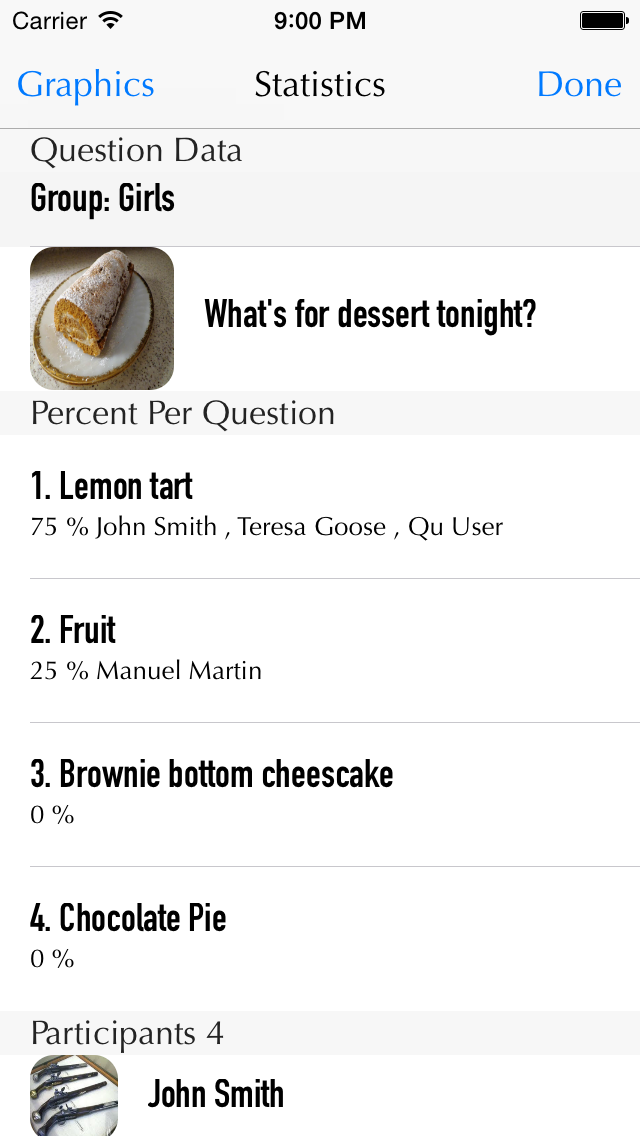 Carrier 9:00 PM
Graphics Statistics Done
Question Data
Group: Girls
What's for dessert tonight?
Percent Per Question
1. Lemon tart
75 % John Smith , Teresa Goose , Qu User
2. Fruit
25 % Manuel Martin
3. Brownie bottom cheescake
0 %
4. Chocolate Pie
0 %
Participants 4
John Smith